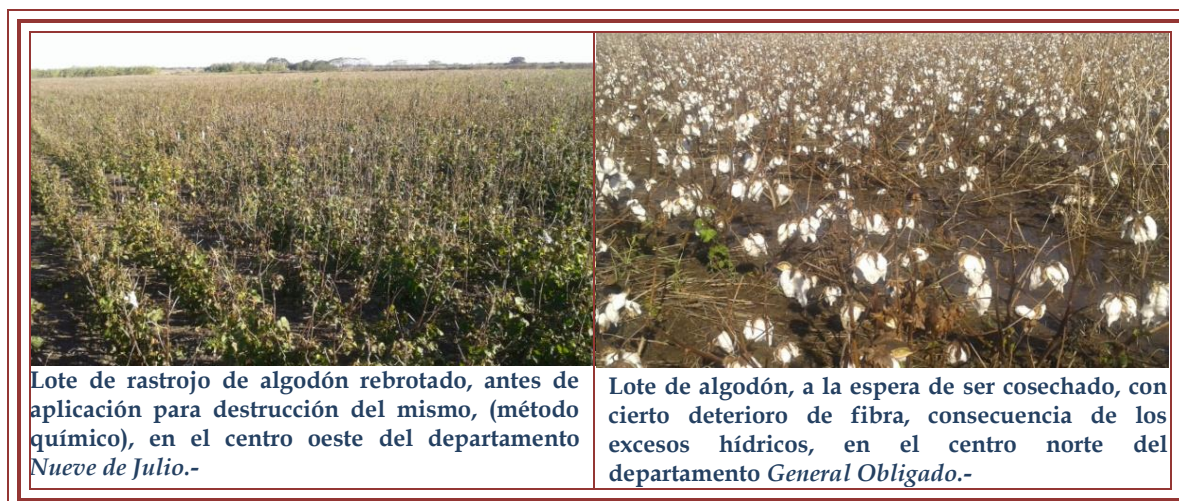 Lote de rastrojo de algodón rebrotado, antes de
aplicación para destrucción del mismo, (método
químico), en el centro oeste del departamento
Nueve de Julio.-
Lote de algodón, a la espera de ser cosechado, con
cierto deterioro de fibra, consecuencia de los
excesos hídricos, en el centro norte del
departamento General Obligado.-